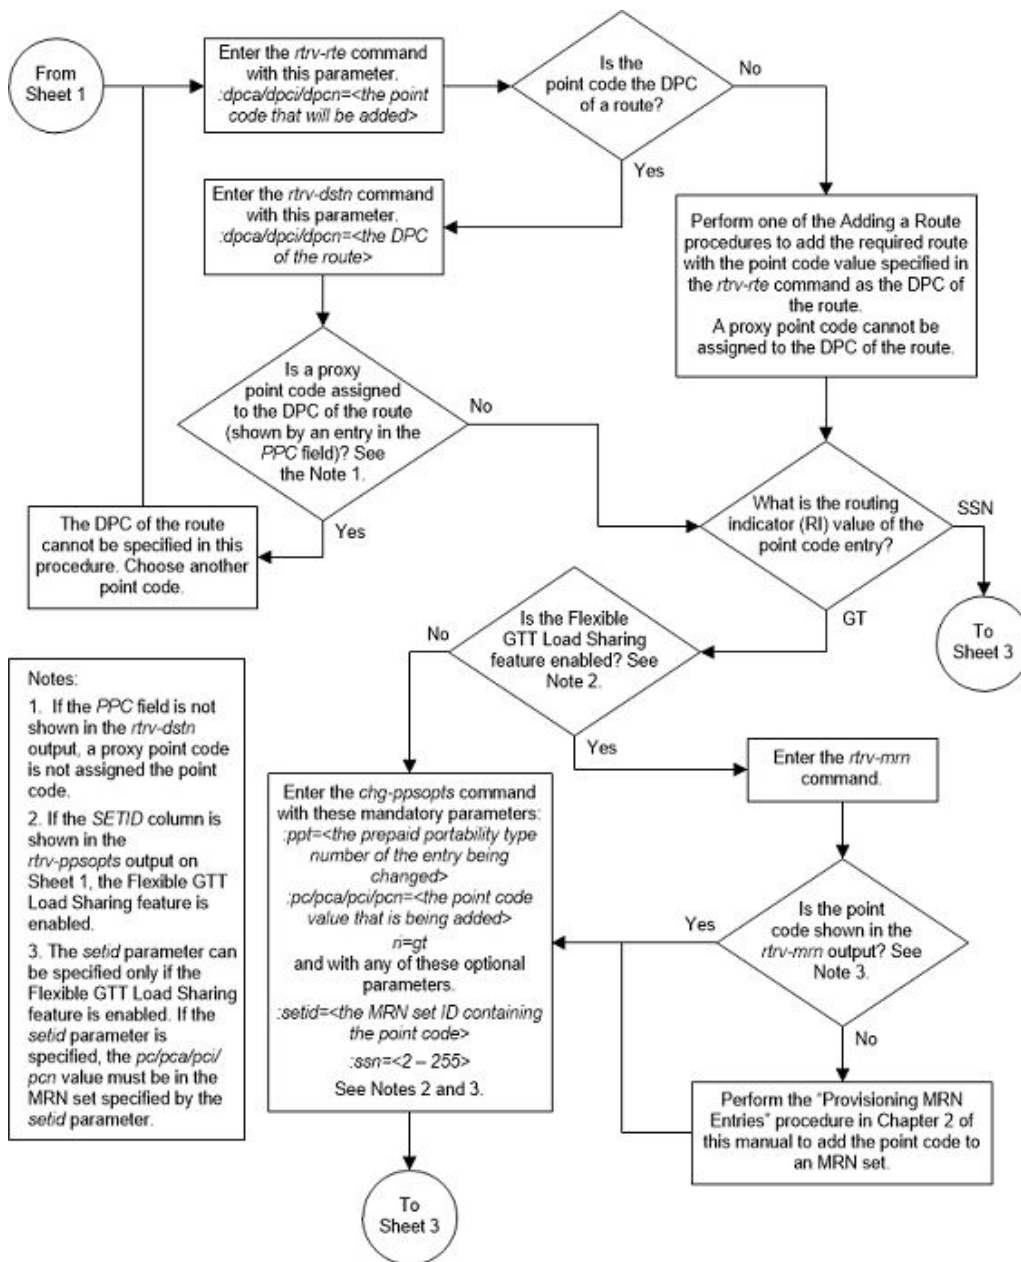 From
Sheet 1
Enter the rtrv-rte command
with this parameter.
:dpca/dpci/dpcn=<the point
code that will be added>
Is the
point code the DPC
of a route?
No
Yes
Enter the rtrv-dstn command
with this parameter.
:dpca/dpci/dpcn=<the DPC
of the route>
Perform one of the Adding a Route
procedures to add the required route
with the point code value specified in
the rtrv-rte command as the DPC of
the route.
A proxy point code cannot be
assigned to the DPC of the route.
Is a proxy
point code assigned
to the DPC of the route
(shown by an entry in the
PPC field)? See
the Note 1.
No
Yes
The DPC of the route
cannot be specified in this
procedure. Choose another
point code.
What is the routing
indicator (RI) value of the
point code entry?
SSN
GT
To
Sheet 3
Is the Flexible
GTT Load Sharing
feature enabled? See
Note 2.
No
Yes
Notes:
1. If the PPC field is not
shown in the rtrv-dstn
output, a proxy point code
is not assigned the point
code.
2. If the SETID column is
shown in the
rtrv-ppsopts output on
Sheet 1, the Flexible GTT
Load Sharing feature is
enabled.
3. The setid parameter can
be specified only if the
Flexible GTT Load Sharing
feature is enabled. If the
setid parameter is
specified, the pc/pca/pci/
pcn value must be in the
MRN set specified by the
setid parameter.
Enter the chg-ppsopts command
with these mandatory parameters:
:ppt=<the prepaid portability type
number of the entry being
changed>
:pc/pca/pci/pcn=<the point code
value that is being added>
ri=gt
and with any of these optional
parameters.
:setid=<the MRN set ID containing
the point code>
:ssn=<2 – 255>
See Notes 2 and 3.
Enter the rtrv-mrn
command.
Is the point
code shown in the
rtrv-mrn output? See
Note 3.
Yes
No
Perform the "Provisioning MRN
Entries" procedure in Chapter 2 of
this manual to add the point code to
an MRN set.
To
Sheet 3